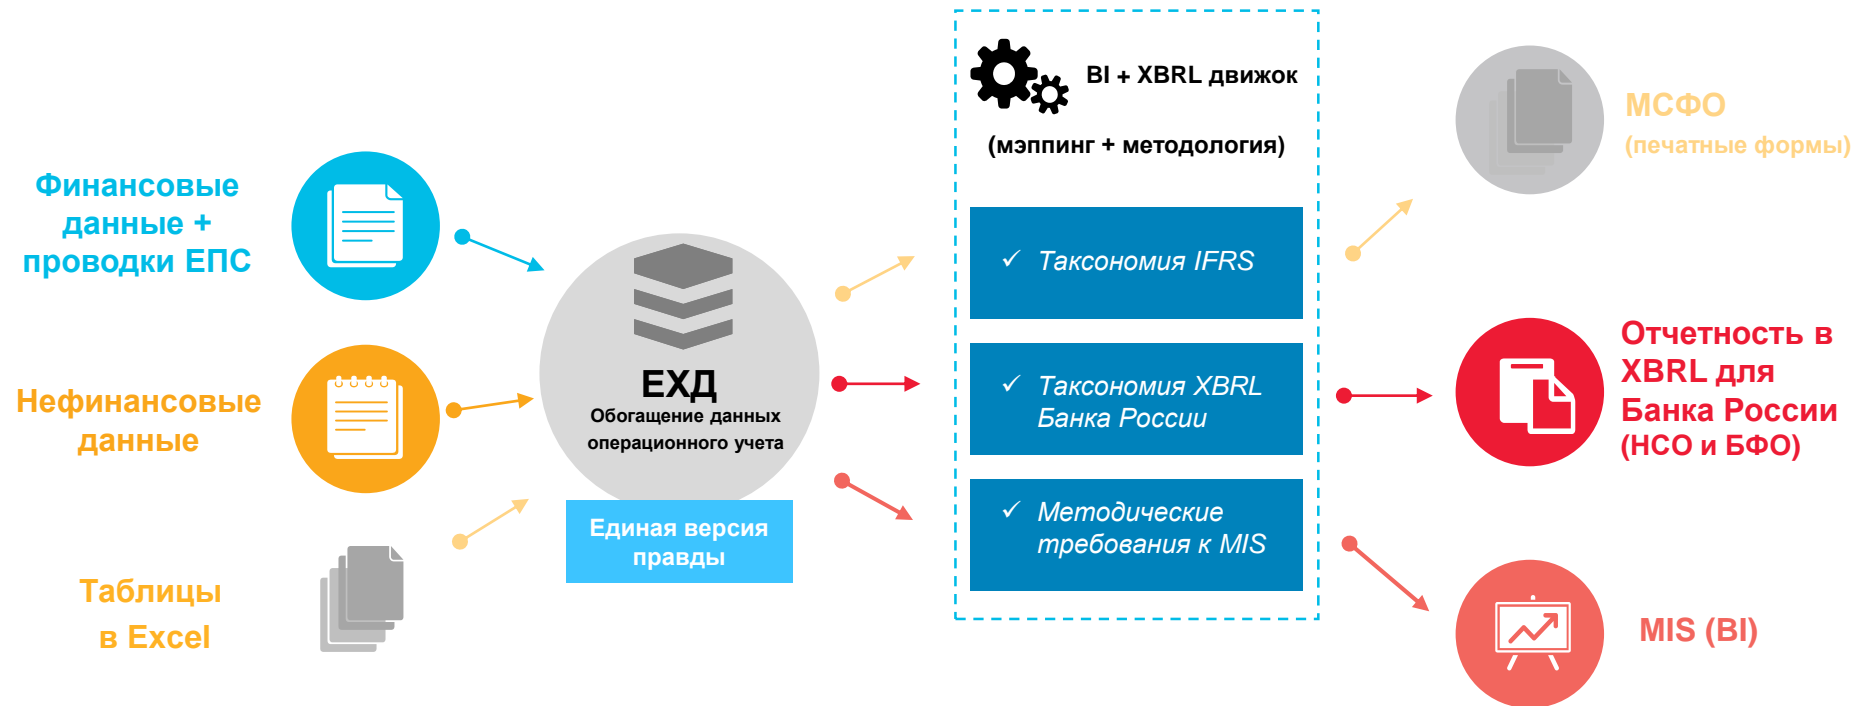 Финансовые
данные +
проводки ЕПС
Нефинансовые
данные
Таблицы
в Excel
ЕХД
Обогащение данных
операционного учета
Единая версия
правды
BI + XBRL движок
(мэппинг + методология)
✓ Таксономия IFRS
✓ Таксономия XBRL
Банка России
✓ Методические
требования к MIS
МСФО
(печатные формы)
Отчетность в
XBRL для
Банка России
(НСО и БФО)
MIS (BI)